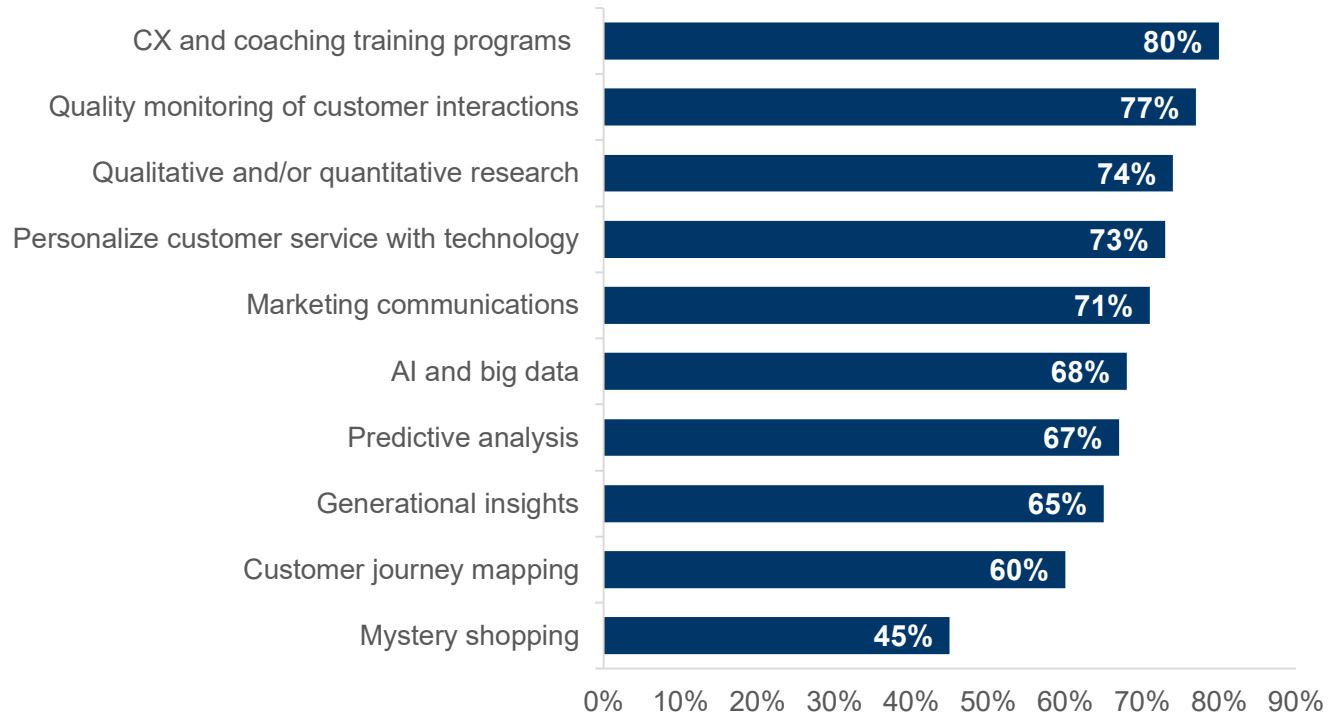 CX and coaching training programs 80%
Quality monitoring of customer interactions 77%
Qualitative and/or quantitative research 74%
Personalize customer service with technology 73%
Marketing communications 71%
AI and big data 68%
Predictive analysis 67%
Generational insights 65%
Customer journey mapping 60%
Mystery shopping 45%
0% 10% 20% 30% 40% 50% 60% 70% 80% 90%